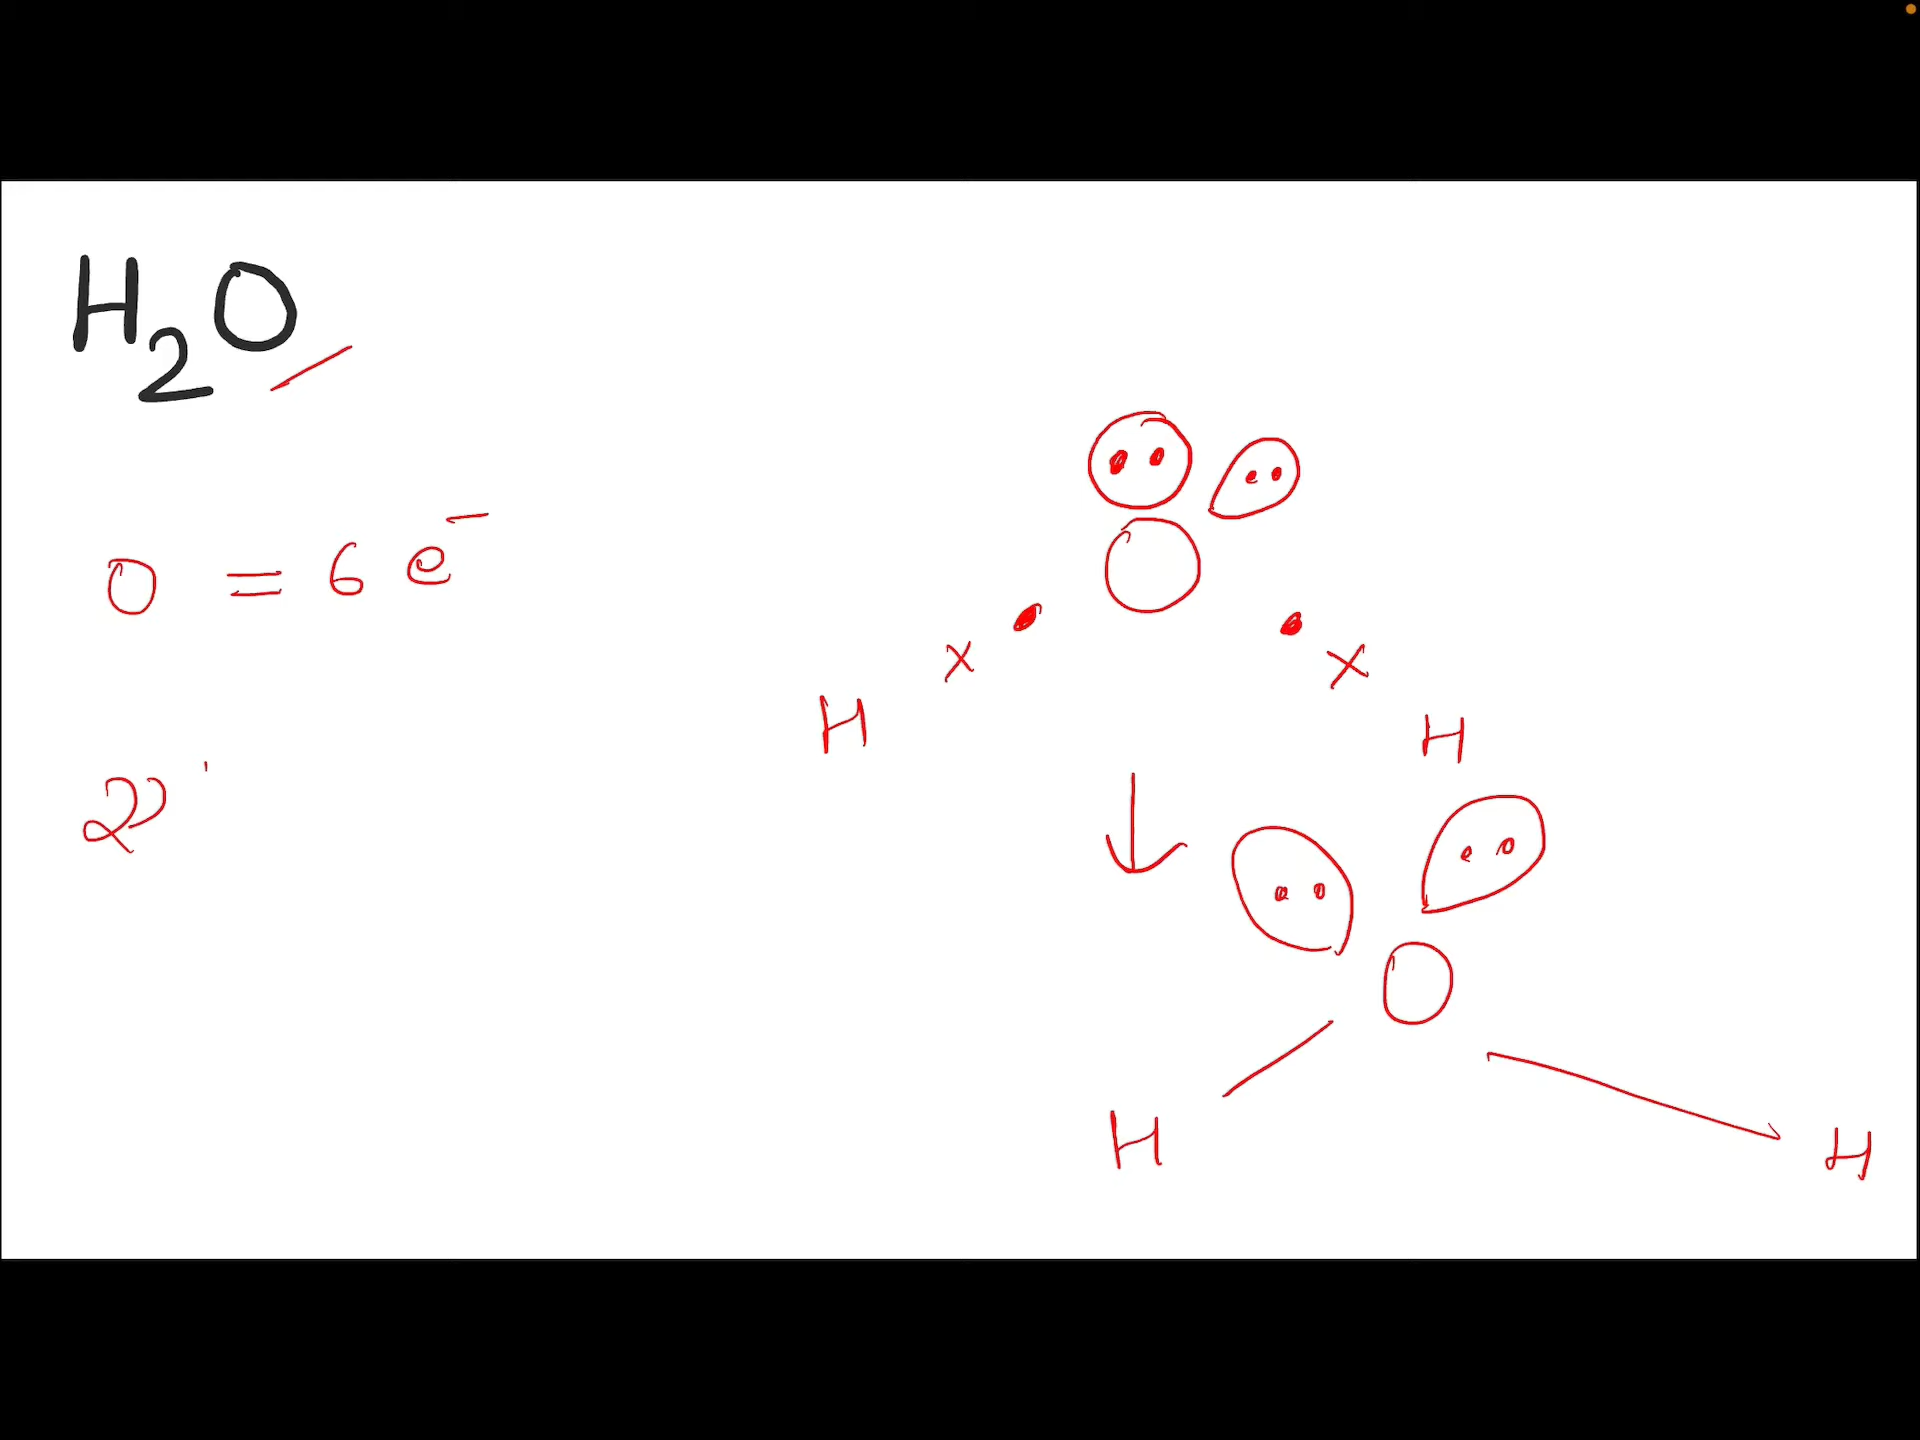 H₂O
O = 6 e⁻
O
x x
H H
O
H H